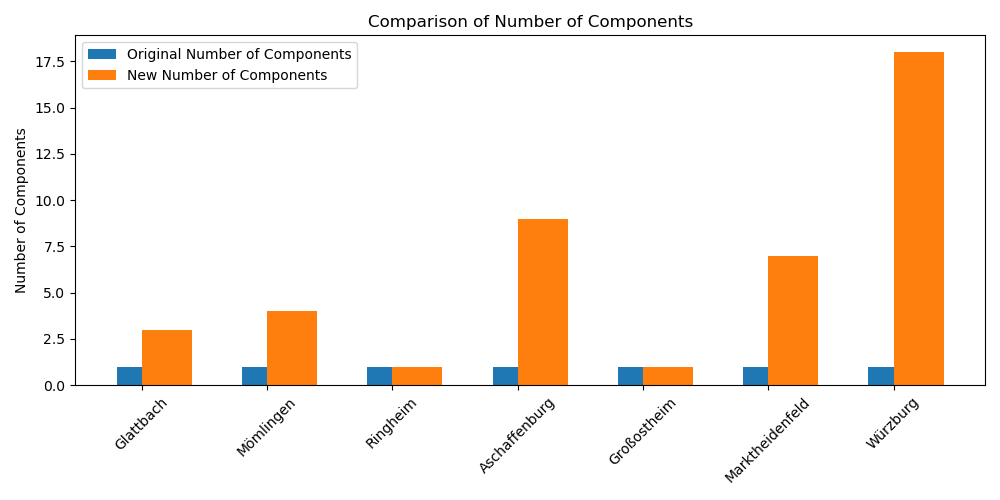 Comparison of Number of Components
Original Number of Components
New Number of Components
Number of Components
17.5
15.0
12.5
10.0
7.5
5.0
2.5
0.0
Glattbach
Mömlingen
Ringheim
Aschaffenburg
Großostheim
Marktheidenfeld
Würzburg